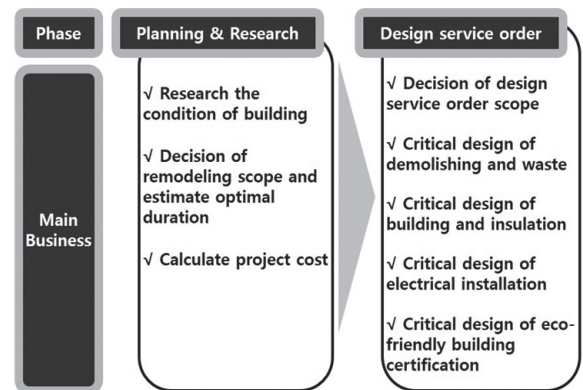 Phase
Planning & Research
Design service order
Main
Business
√ Research the
condition of building
√ Decision of
remodeling scope and
estimate optimal
duration
√ Calculate project cost
√ Decision of design
service order scope
√ Critical design of
demolishing and waste
√ Critical design of
building and insulation
√ Critical design of
electrical installation
√ Critical design of eco-
friendly building
certification